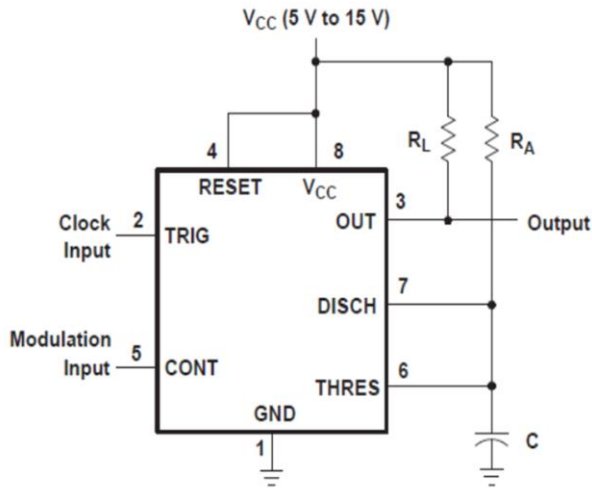 VCC (5 V to 15 V)
4
8
RL
RA
RESET
VCC
3
Clock
Input
2
TRIG
OUT
Output
7
DISCH
Modulation
Input
5
CONT
6
THRES
GND
1
C